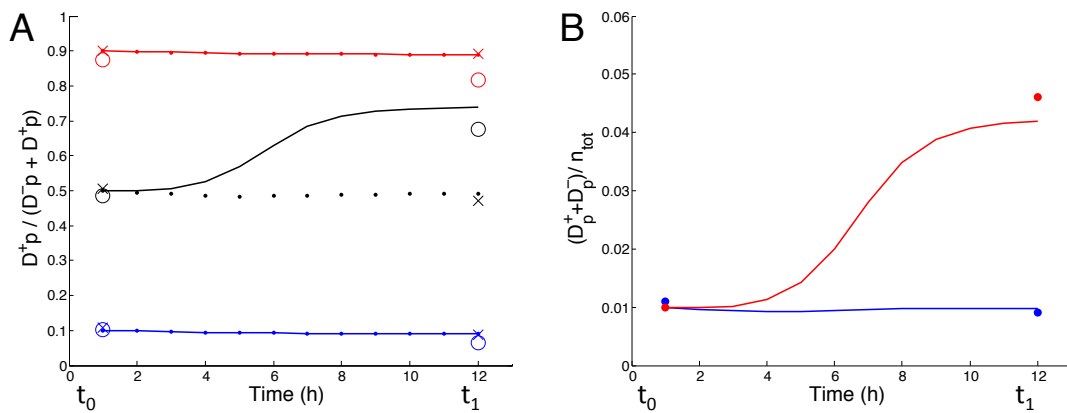 A
D⁺p / (D⁻p + D⁺p)
1
0.9
0.8
0.7
0.6
0.5
0.4
0.3
0.2
0.1
0
0 2 4 6 8 10 12
t₀ Time (h) t₁
B
(D⁺ₚ+D⁻ₚ)/ nₜₒₜ
0.06
0.05
0.04
0.03
0.02
0.010
0.00
0 2 4 6 8 10 12
t₀ Time (h) t₁